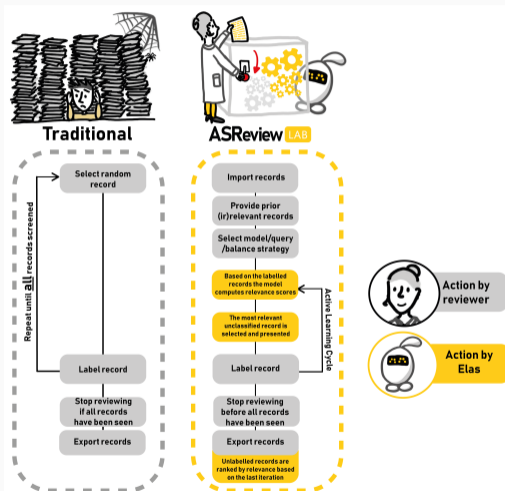 Traditional
Select random
record
Repeat until all records screened
Label record
Stop reviewing
if all records
have been seen
Export records
ASReview LAB
Import records
Provide prior
(ir)relevant records
Select model/query
/balance strategy
Based on the labelled
records the model
computes relevance scores
The most relevant
unclassified record is
selected and presented
Active Learning Cycle
Label record
Stop reviewing
before all records
have been seen
Export records
Unlabelled records are
ranked by relevance based
on the last iteration
Action by
reviewer
Action by
Elas